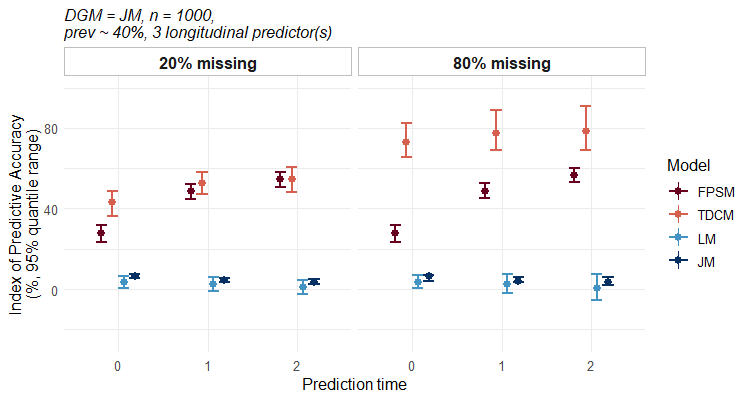 DGM = JM, n = 1000,
prev ~ 40%, 3 longitudinal predictor(s)
20% missing
80% missing
Index of Predictive Accuracy
(%, 95% quantile range)
80
40
0
0
1
2
0
1
2
Prediction time
Model
FPSM
TDCM
LM
JM